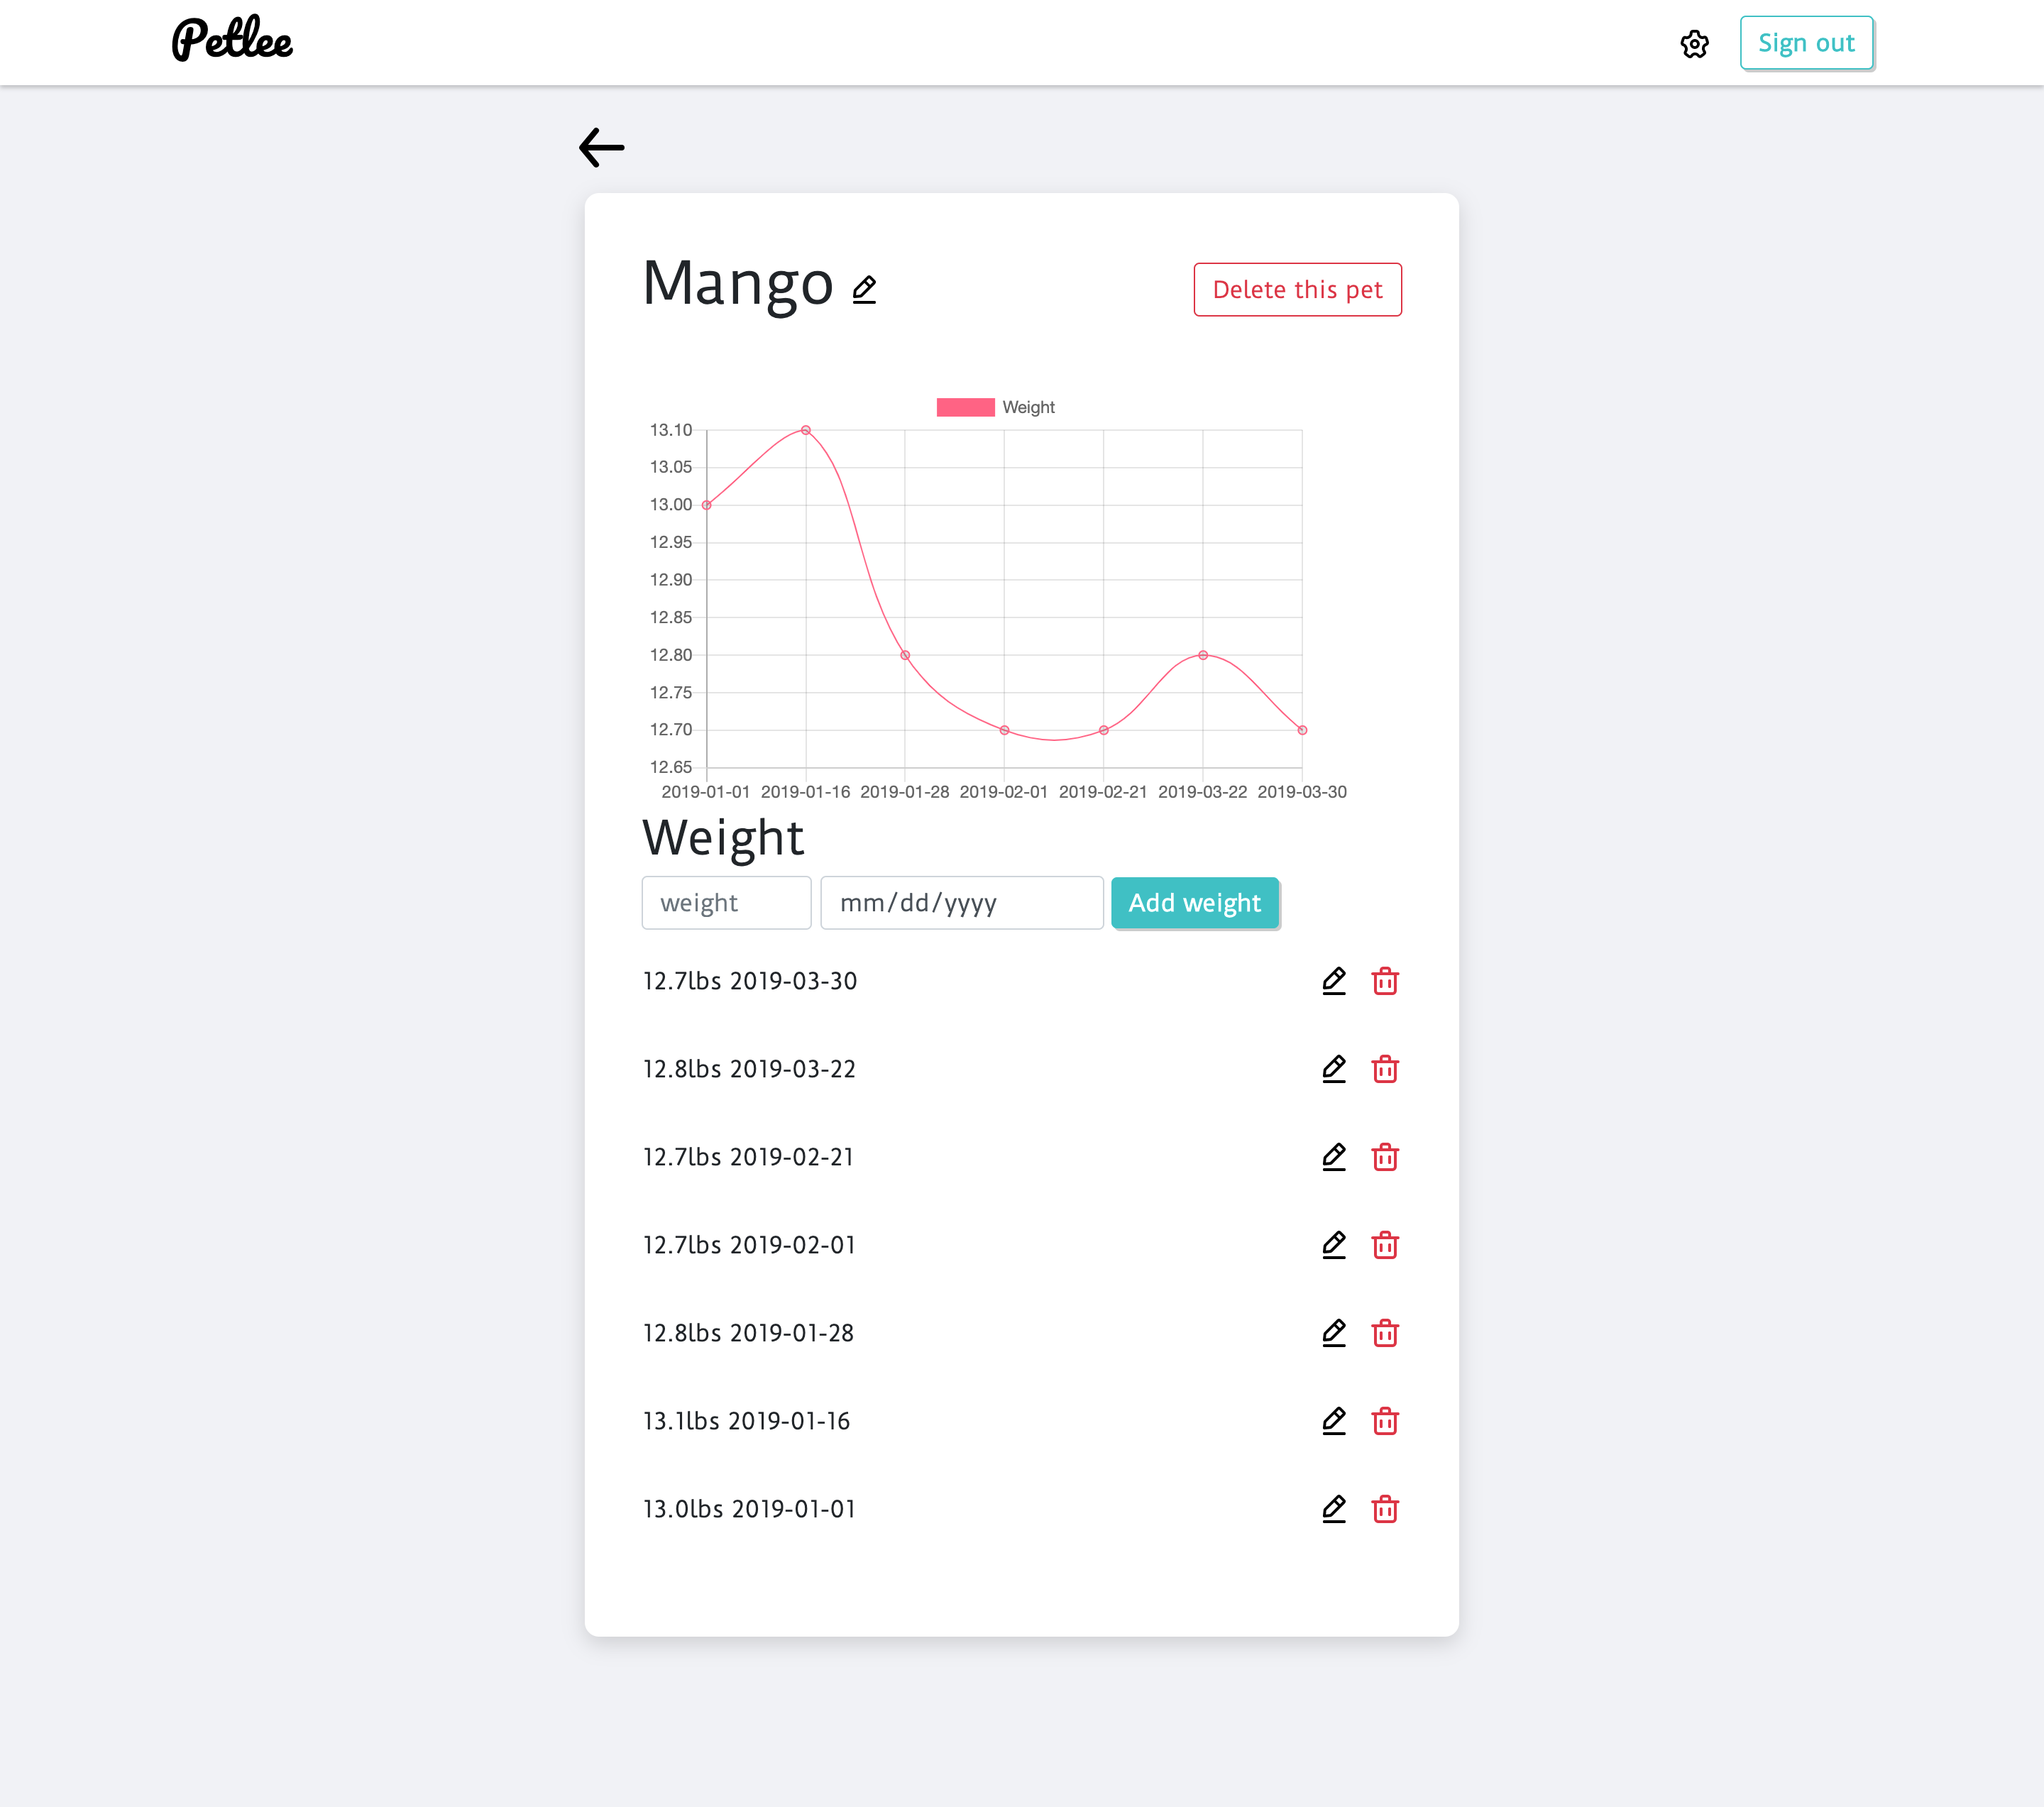 Petlee
Sign out
Mango
Delete this pet
Weight
13.10
13.05
13.00
12.95
12.90
12.85
12.80
12.75
12.70
12.65
2019-01-01 2019-01-16 2019-01-28 2019-02-01 2019-02-21 2019-03-22 2019-03-30
Weight
weight mm/dd/yyyy Add weight
12.7lbs 2019-03-30
12.8lbs 2019-03-22
12.7lbs 2019-02-21
12.7lbs 2019-02-01
12.8lbs 2019-01-28
13.1lbs 2019-01-16
13.0lbs 2019-01-01